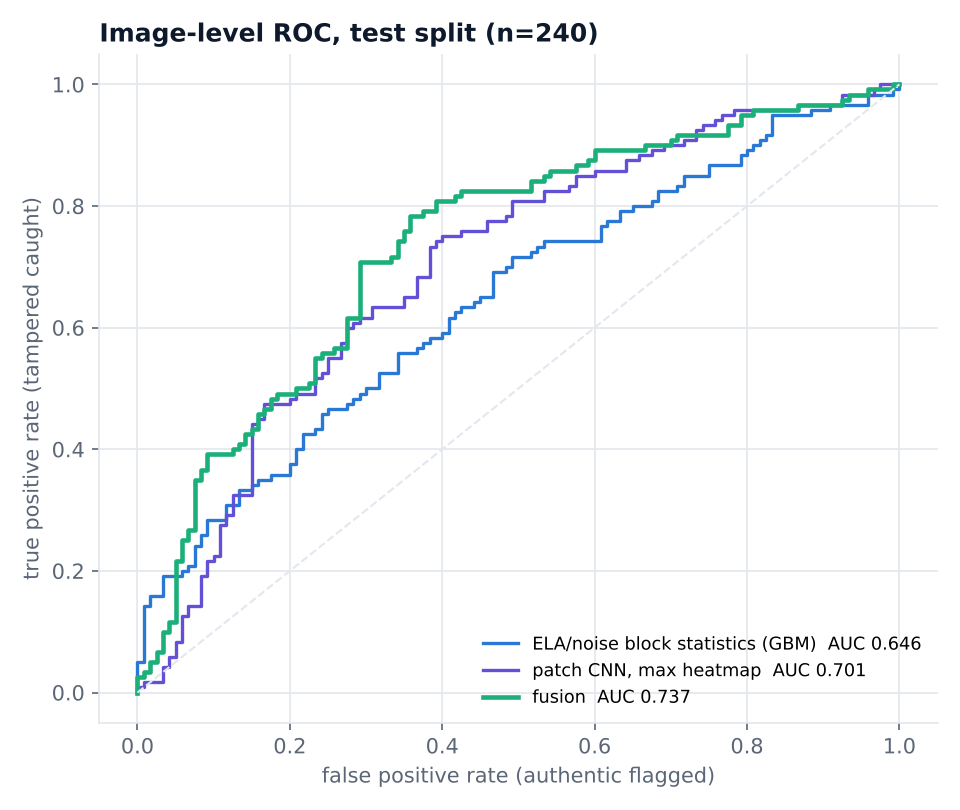 Image-level ROC, test split (n=240)
true positive rate (tampered caught)
1.0
0.8
0.6
0.4
0.2
0.0
ELA/noise block statistics (GBM)  AUC 0.646
patch CNN, max heatmap  AUC 0.701
fusion  AUC 0.737
0.0 0.2 0.4 0.6 0.8 1.0
false positive rate (authentic flagged)